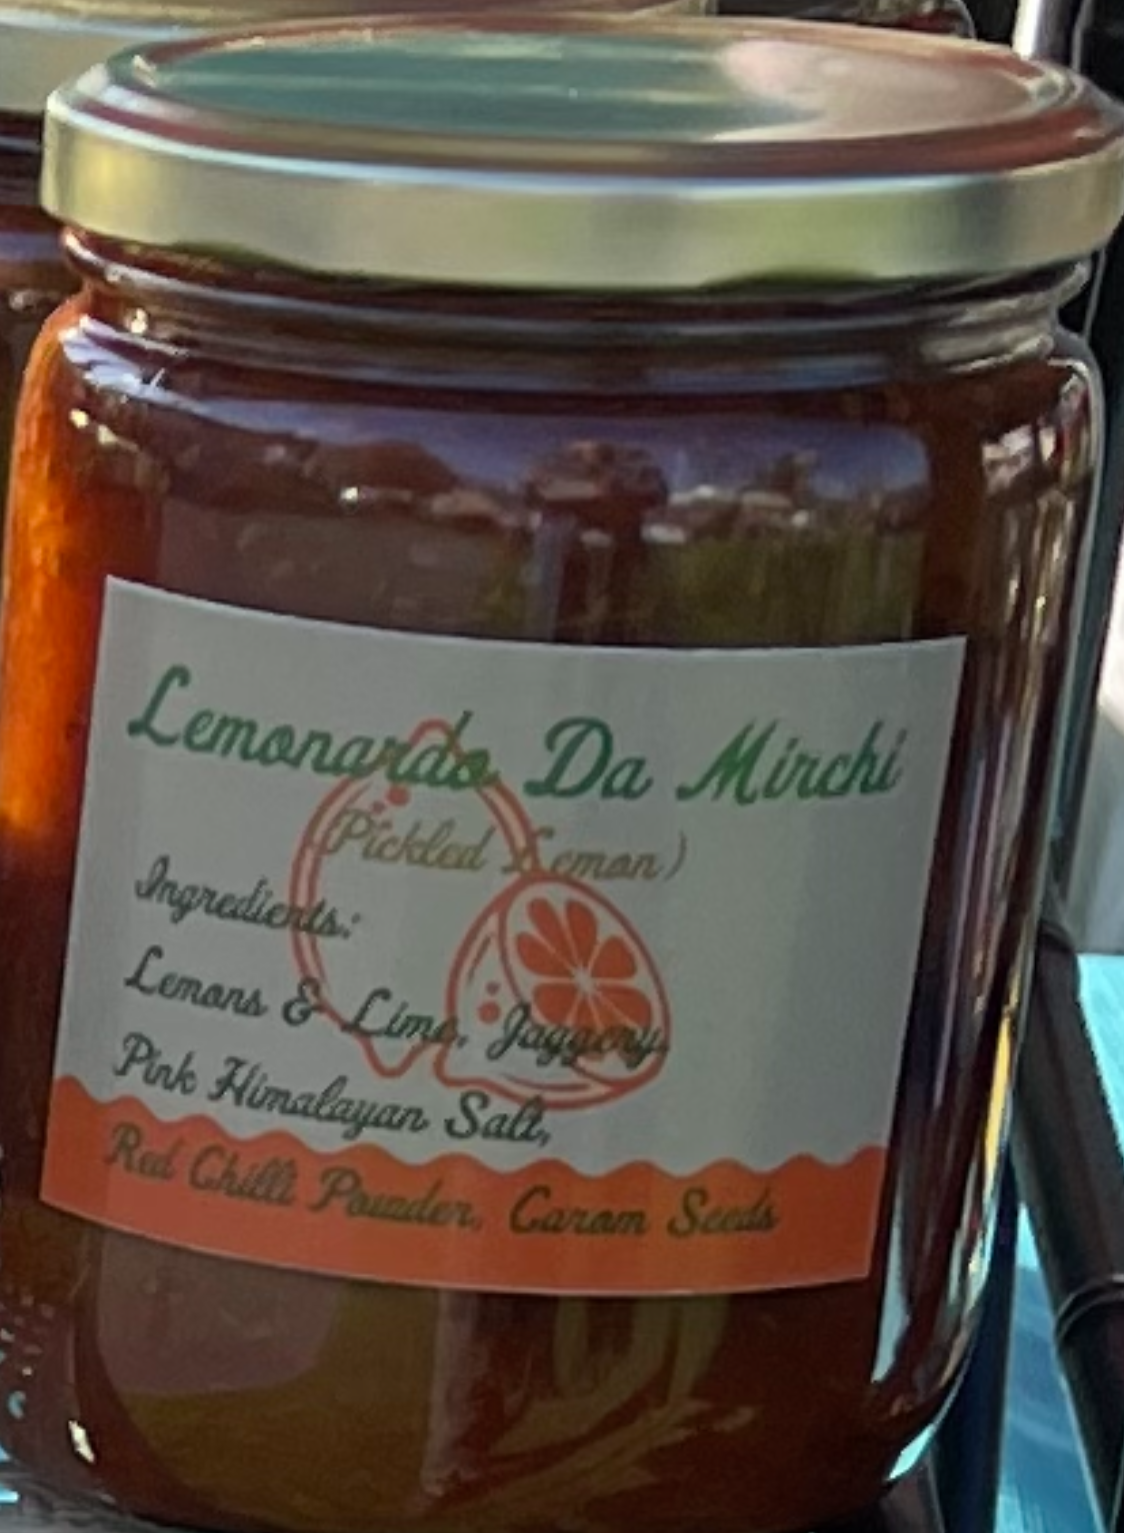 Lemonardo Da Mirchi
(Pickled Lemon)
Ingredients:
Lemons & Lime, Jaggery,
Pink Himalayan Salt,
Red Chilli Powder, Carom Seeds